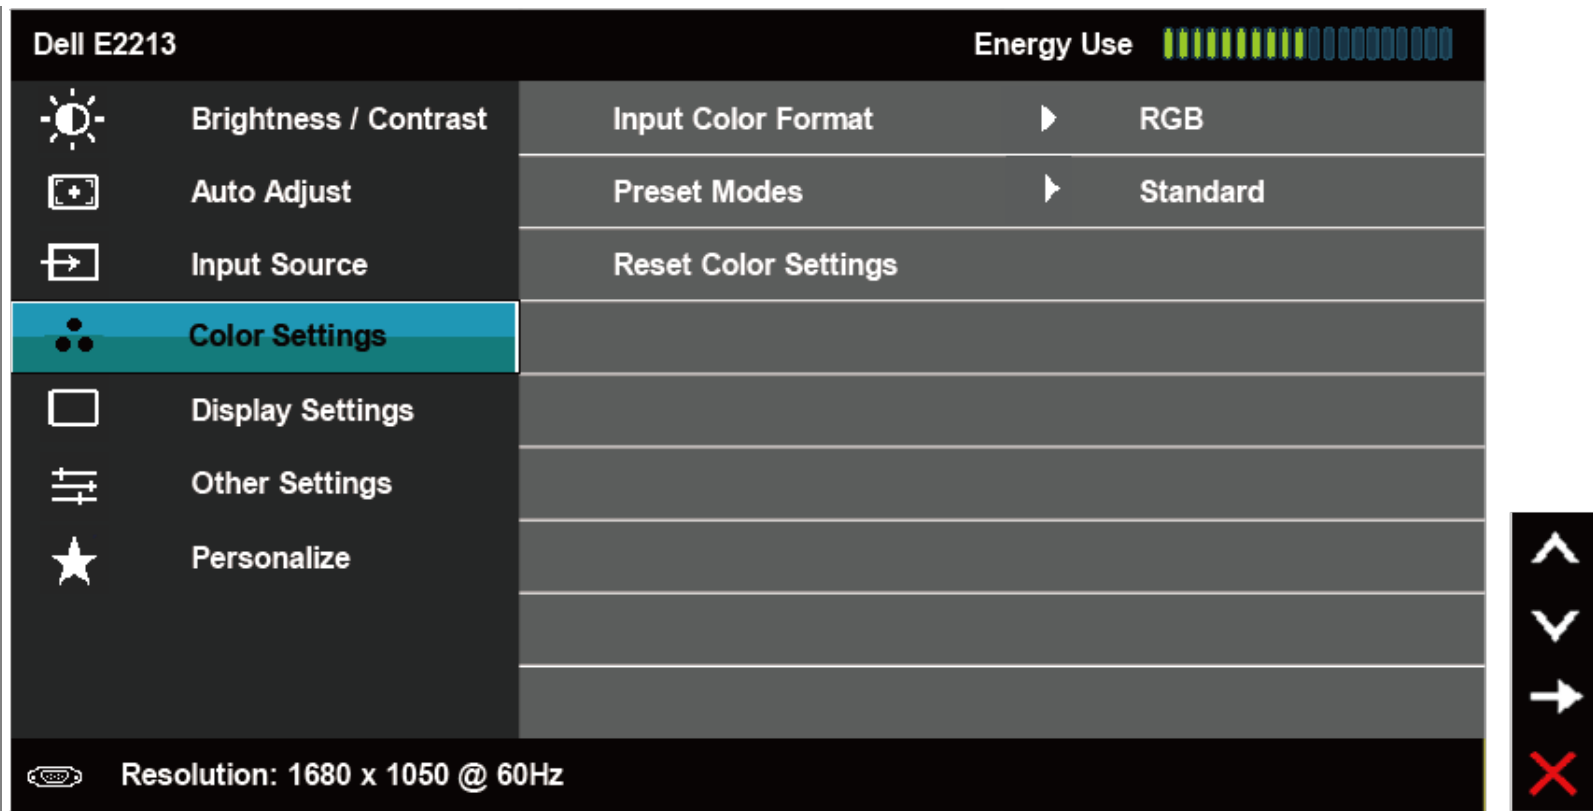 Dell E2213 Energy Use
Brightness / Contrast Input Color Format RGB
Auto Adjust Preset Modes Standard
Input Source Reset Color Settings
Color Settings
Display Settings
Other Settings
Personalize
Resolution: 1680 x 1050 @ 60Hz